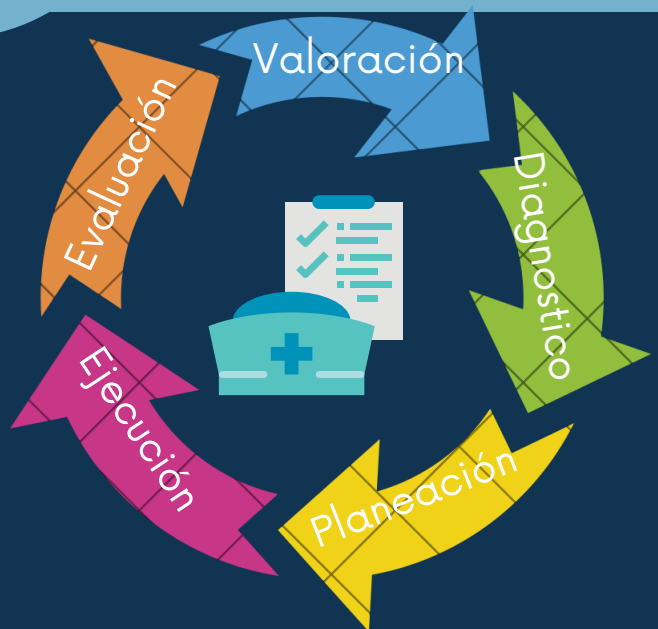 Valoración
Diagnostico
Planeación
Ejecución
Evaluación